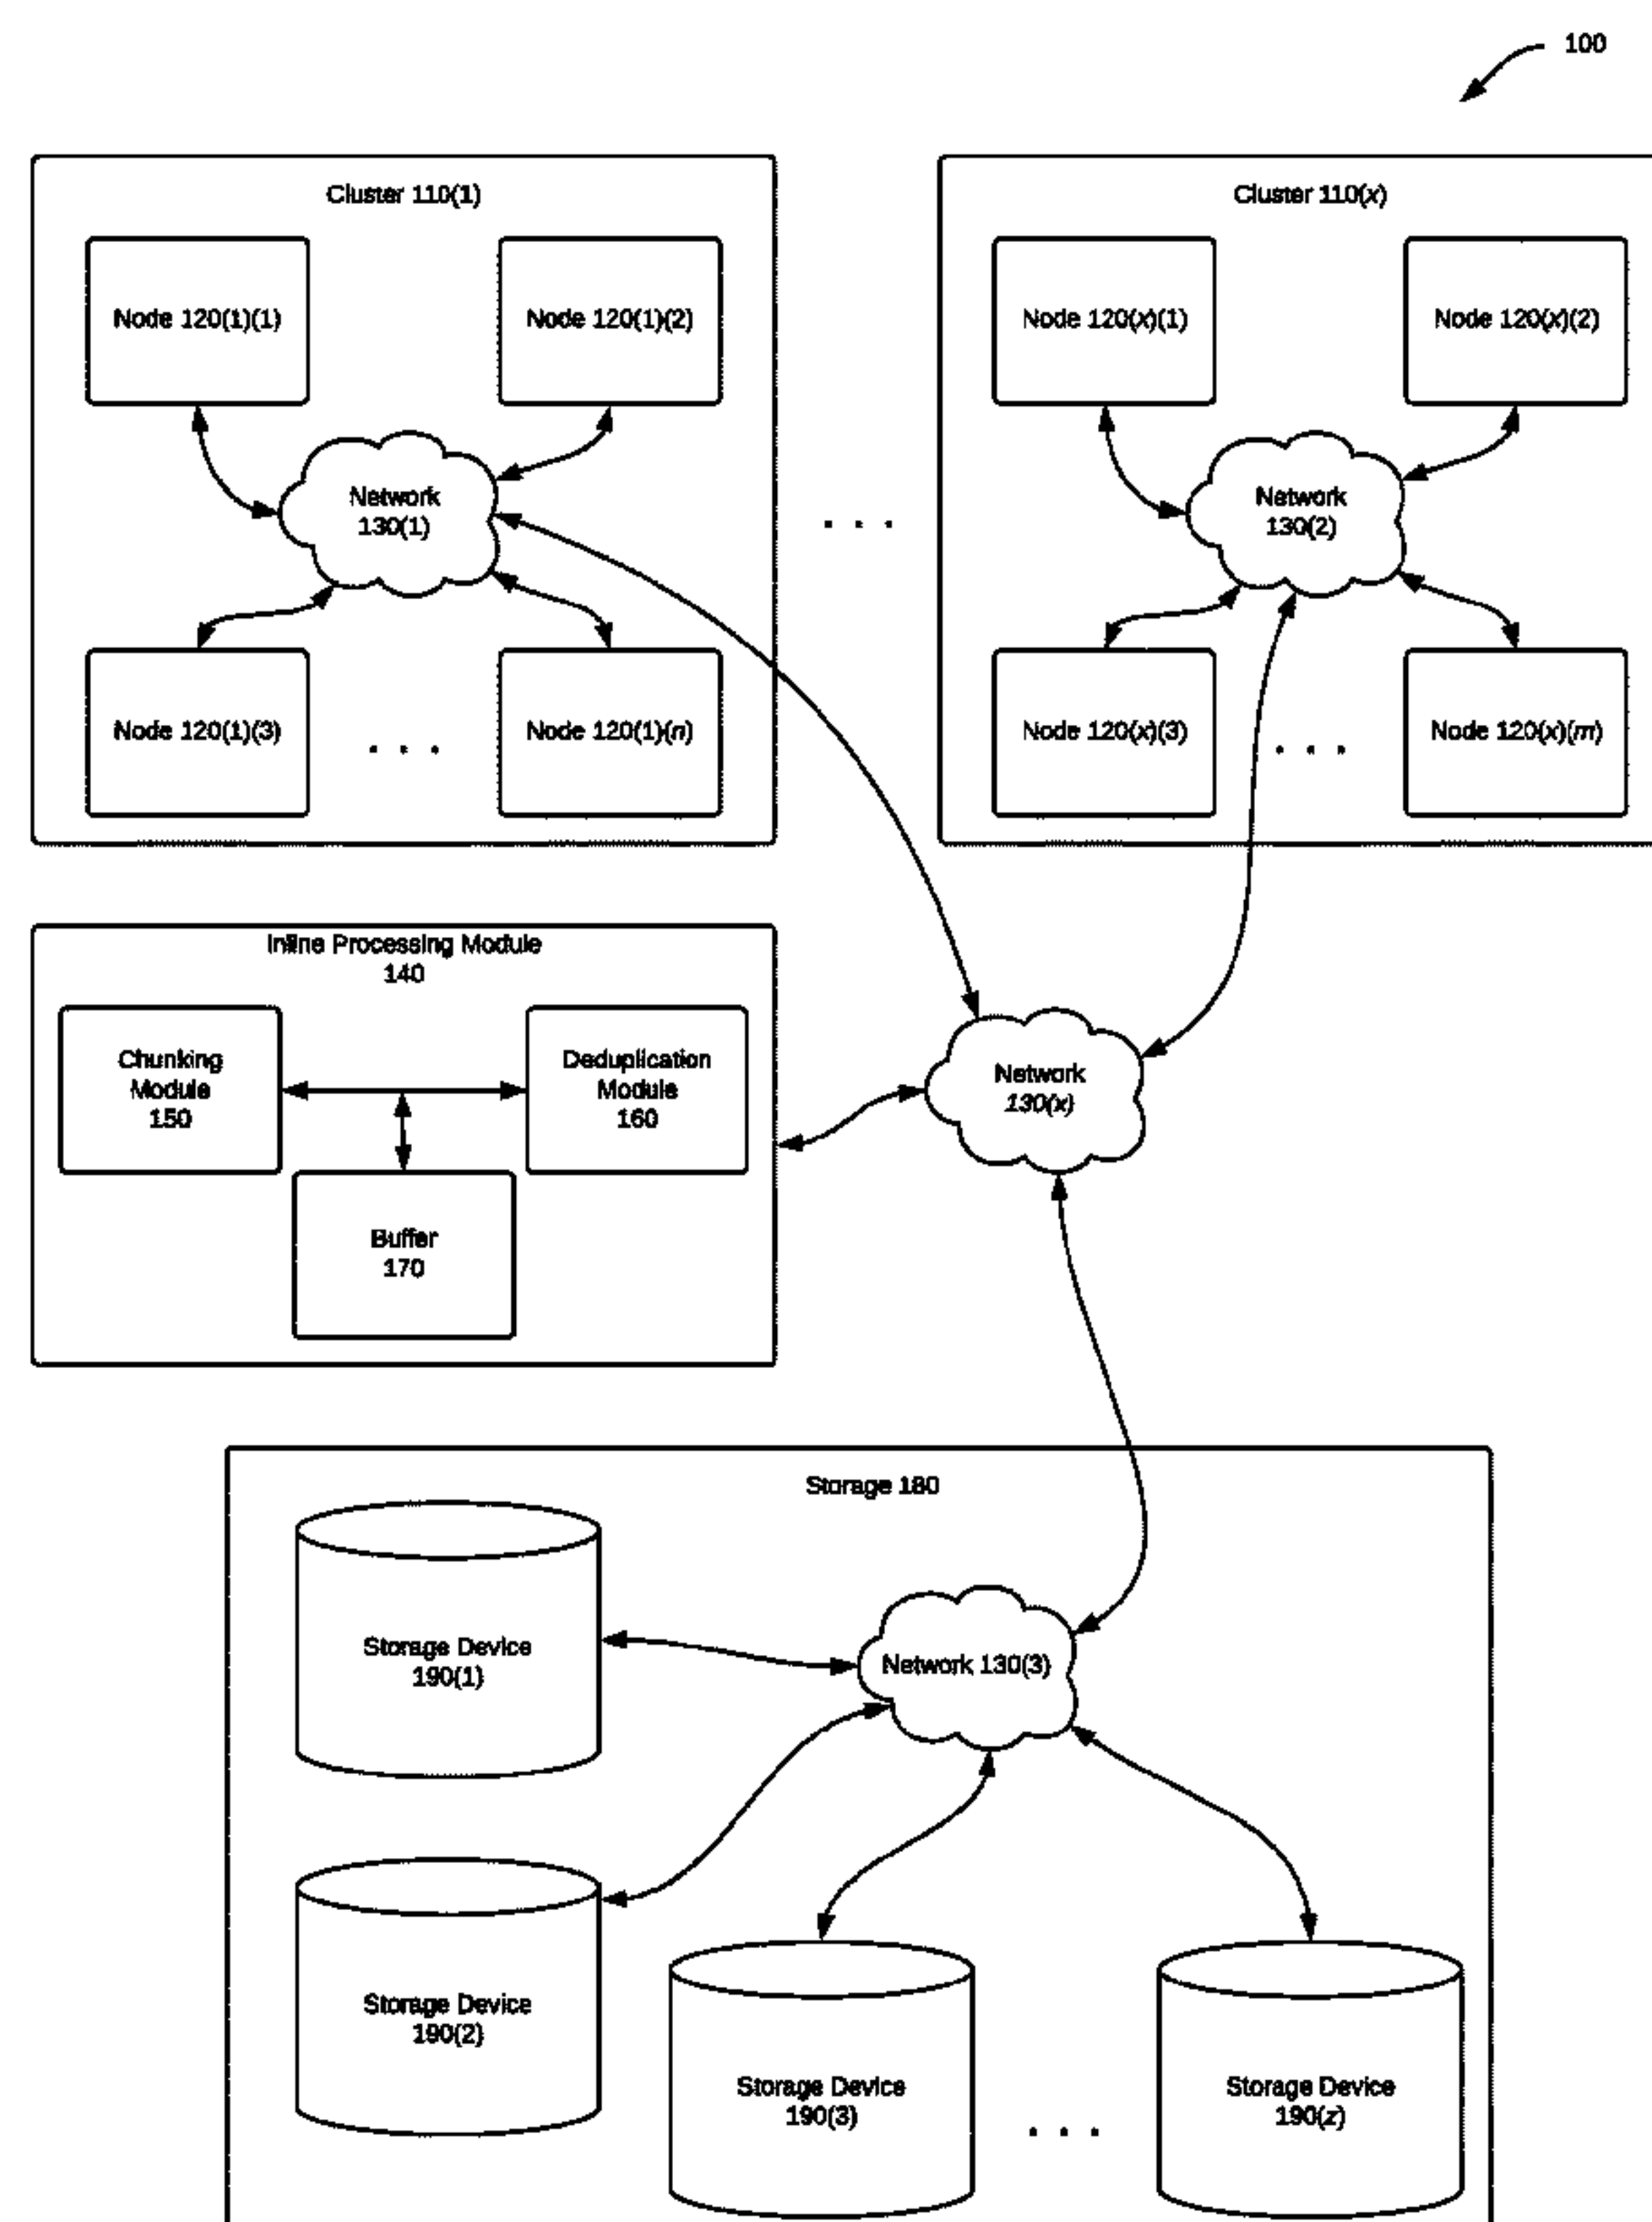 100
Cluster 110(1)
Node 120(1)(1)
Node 120(1)(2)
Network
130(1)
Node 120(1)(3)
. . .
Node 120(1)(n)
. . .
Cluster 110(x)
Node 120(x)(1)
Node 120(x)(2)
Network
130(2)
Node 120(x)(3)
. . .
Node 120(x)(m)
Inline Processing Module
140
Chunking
Module
150
Deduplication
Module
160
Buffer
170
Network
130(x)
Storage 180
Storage Device
190(1)
Network 130(3)
Storage Device
190(2)
Storage Device
190(3)
. . .
Storage Device
190(z)